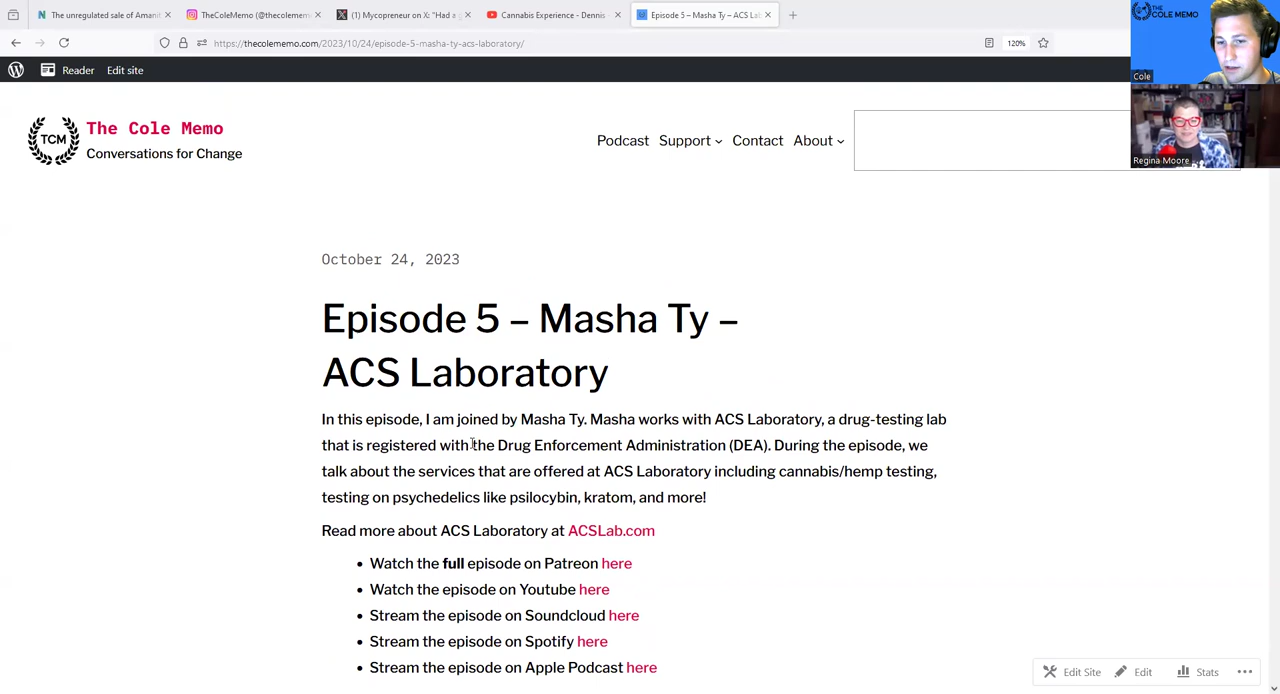 The unregulated sale of Amanit
TheColeMemo (@thecolemem
(1) Mycopreneur on X: "Had a
Cannabis Experience - Dennis
Episode 5 – Masha Ty – ACS Lab
https://thecolememo.com/2023/10/24/episode-5-masha-ty-acs-laboratory/
120%
Reader
Edit site
THE
COLE MEMO
Cole
Regina Moore
TCM
The Cole Memo
Conversations for Change
Podcast
Support
Contact
About
October 24, 2023
Episode 5 – Masha Ty –
ACS Laboratory
In this episode, I am joined by Masha Ty. Masha works with ACS Laboratory, a drug-testing lab
that is registered with the Drug Enforcement Administration (DEA). During the episode, we
talk about the services that are offered at ACS Laboratory including cannabis/hemp testing,
testing on psychedelics like psilocybin, kratom, and more!
Read more about ACS Laboratory at ACSLab.com
• Watch the full episode on Patreon here
• Watch the episode on Youtube here
• Stream the episode on Soundcloud here
• Stream the episode on Spotify here
• Stream the episode on Apple Podcast here
Edit Site
Edit
Stats